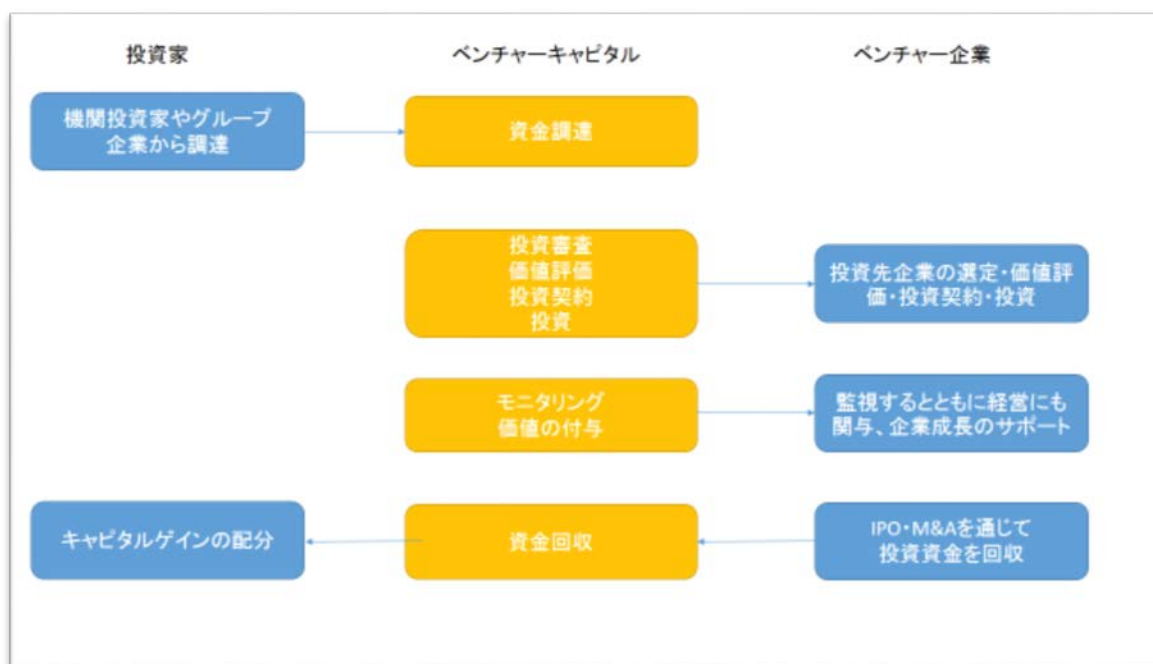 投資家
ベンチャーキャピタル
ベンチャー企業
機関投資家やグループ
企業から調達
資金調達
投資審査
価値評価
投資契約
投資
投資先企業の選定・価値評
価・投資契約・投資
モニタリング
価値の付与
監視するとともに経営にも
関与、企業成長のサポート
キャピタルゲインの配分
資金回収
IPO・M&Aを通じて
投資資金を回収